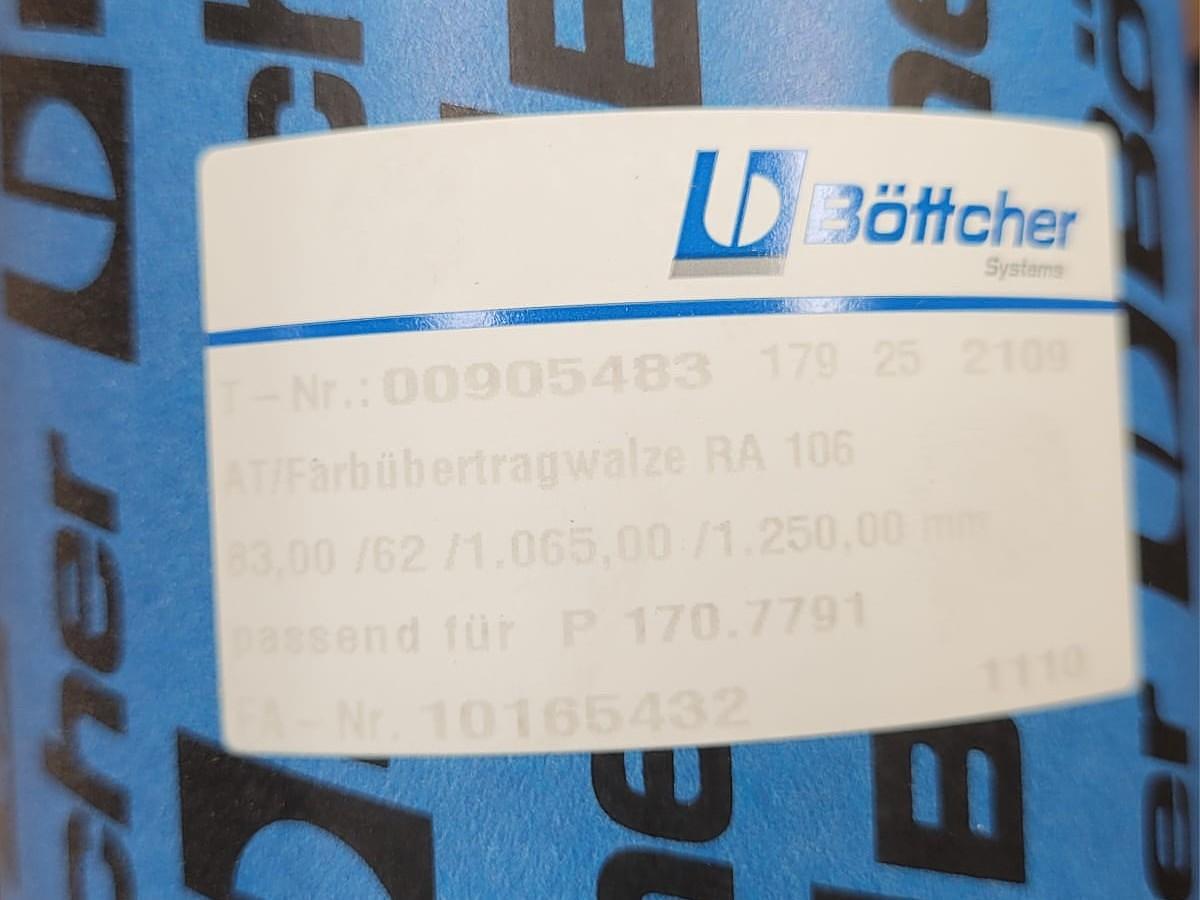 Böttcher
Systems
T-Nr.: 00905483 179 25 2109
AT/Farbübertragwalze RA 106
83,00 /62 /1.065,00 /1.250,00 mm
passend für P 170.7791
1110
FA-Nr. 10165432